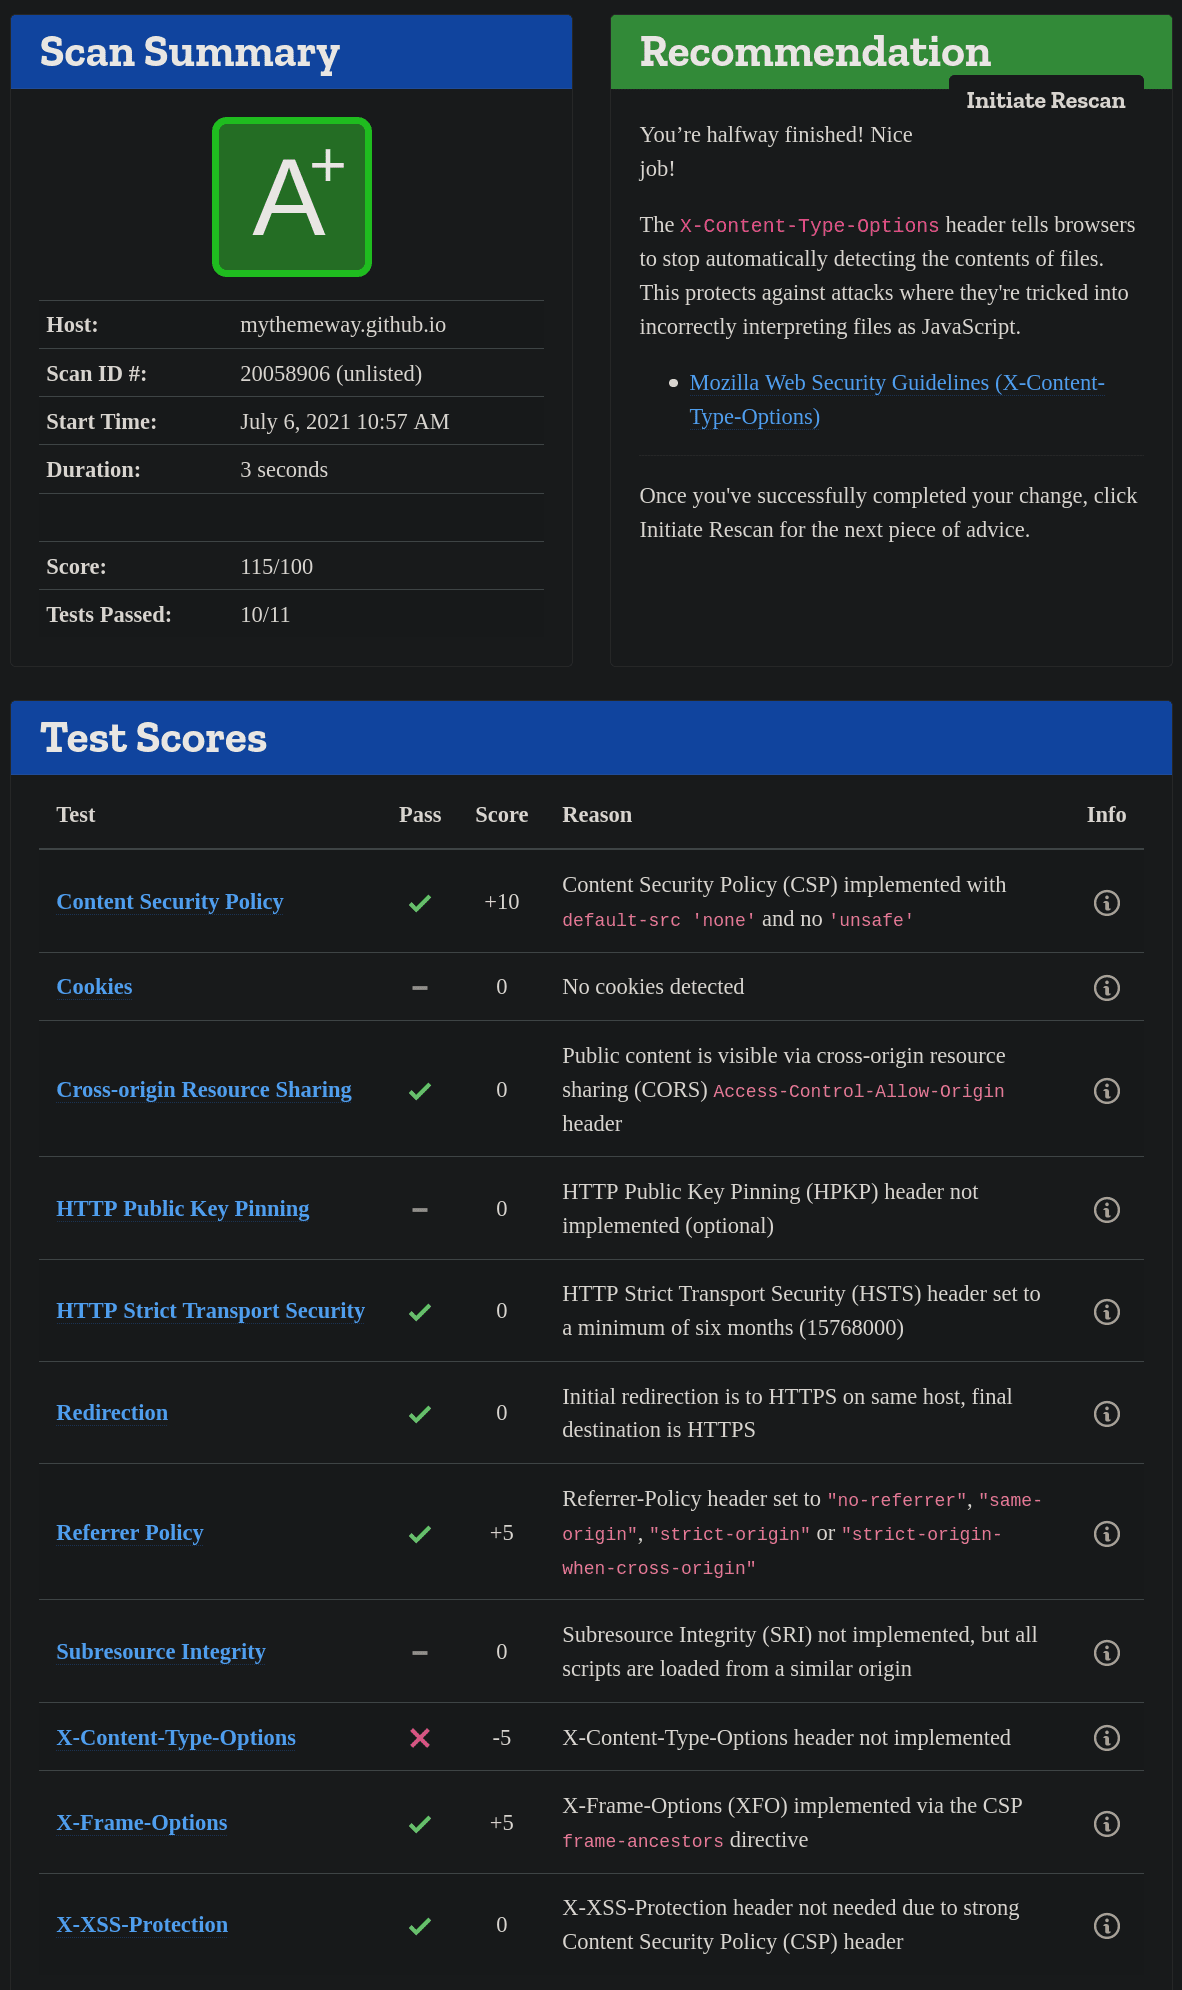 Scan Summary
A+
Host: mythemeway.github.io
Scan ID #: 20058906 (unlisted)
Start Time: July 6, 2021 10:57 AM
Duration: 3 seconds
Score: 115/100
Tests Passed: 10/11
Recommendation
Initiate Rescan
You’re halfway finished! Nice
job!
The X-Content-Type-Options header tells browsers
to stop automatically detecting the contents of files.
This protects against attacks where they're tricked into
incorrectly interpreting files as JavaScript.
Mozilla Web Security Guidelines (X-Content-
Type-Options)
Once you've successfully completed your change, click
Initiate Rescan for the next piece of advice.
Test Scores
Test Pass Score Reason Info
Content Security Policy +10 Content Security Policy (CSP) implemented with
default-src 'none' and no 'unsafe'
Cookies 0 No cookies detected
Cross-origin Resource Sharing 0 Public content is visible via cross-origin resource
sharing (CORS) Access-Control-Allow-Origin
header
HTTP Public Key Pinning 0 HTTP Public Key Pinning (HPKP) header not
implemented (optional)
HTTP Strict Transport Security 0 HTTP Strict Transport Security (HSTS) header set to
a minimum of six months (15768000)
Redirection 0 Initial redirection is to HTTPS on same host, final
destination is HTTPS
Referrer Policy +5 Referrer-Policy header set to "no-referrer", "same-
origin", "strict-origin" or "strict-origin-
when-cross-origin"
Subresource Integrity 0 Subresource Integrity (SRI) not implemented, but all
scripts are loaded from a similar origin
X-Content-Type-Options -5 X-Content-Type-Options header not implemented
X-Frame-Options +5 X-Frame-Options (XFO) implemented via the CSP
frame-ancestors directive
X-XSS-Protection 0 X-XSS-Protection header not needed due to strong
Content Security Policy (CSP) header